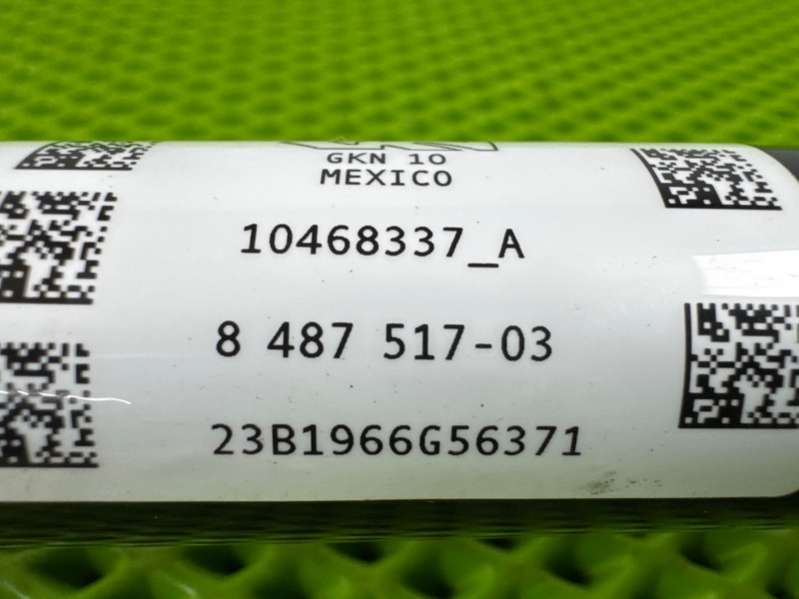 GKN 10
MEXICO
10468337_A
8 487 517-03
23B1966G56371